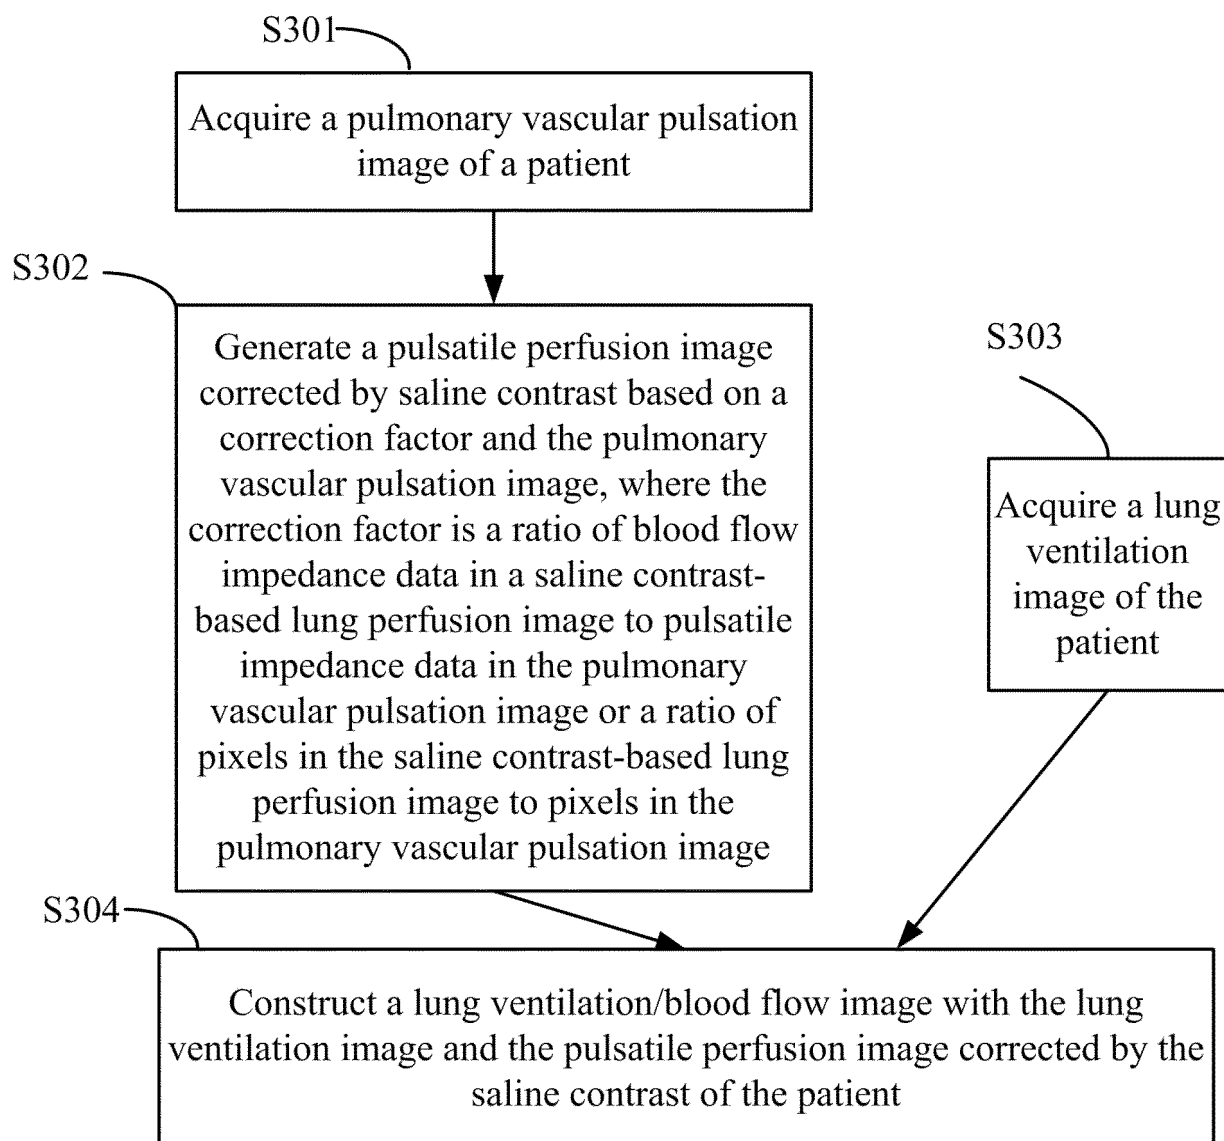 S301
Acquire a pulmonary vascular pulsation
image of a patient
S302
Generate a pulsatile perfusion image
corrected by saline contrast based on a
correction factor and the pulmonary
vascular pulsation image, where the
correction factor is a ratio of blood flow
impedance data in a saline contrast-
based lung perfusion image to pulsatile
impedance data in the pulmonary
vascular pulsation image or a ratio of
pixels in the saline contrast-based lung
perfusion image to pixels in the
pulmonary vascular pulsation image
S303
Acquire a lung
ventilation
image of the
patient
S304
Construct a lung ventilation/blood flow image with the lung
ventilation image and the pulsatile perfusion image corrected by the
saline contrast of the patient